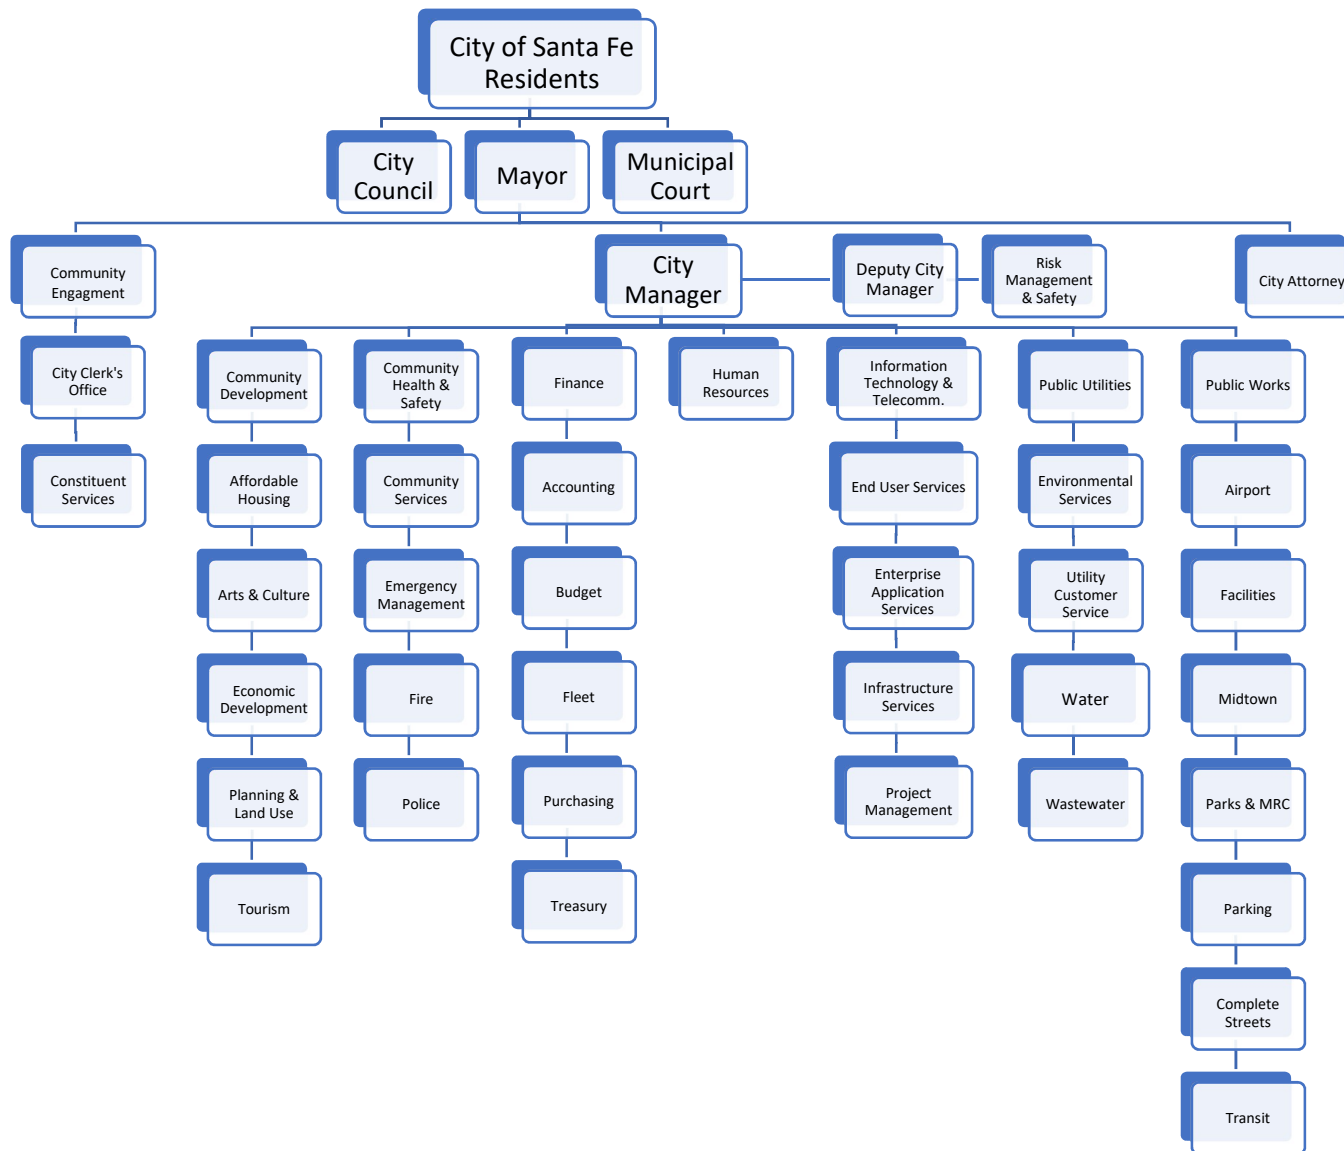 City of Santa Fe
Residents
City
Council
Mayor
Municipal
Court
Community
Engagment
City
Manager
Deputy City
Manager
Risk
Management
& Safety
City Attorney
City Clerk's
Office
Constituent
Services
Community
Development
Affordable
Housing
Arts & Culture
Economic
Development
Planning &
Land Use
Tourism
Community
Health &
Safety
Community
Services
Emergency
Management
Fire
Police
Finance
Accounting
Budget
Fleet
Purchasing
Treasury
Human
Resources
Information
Technology &
Telecomm.
End User Services
Enterprise
Application
Services
Infrastructure
Services
Project
Management
Public Utilities
Environmental
Services
Utility
Customer
Service
Water
Wastewater
Public Works
Airport
Facilities
Midtown
Parks & MRC
Parking
Complete
Streets
Transit